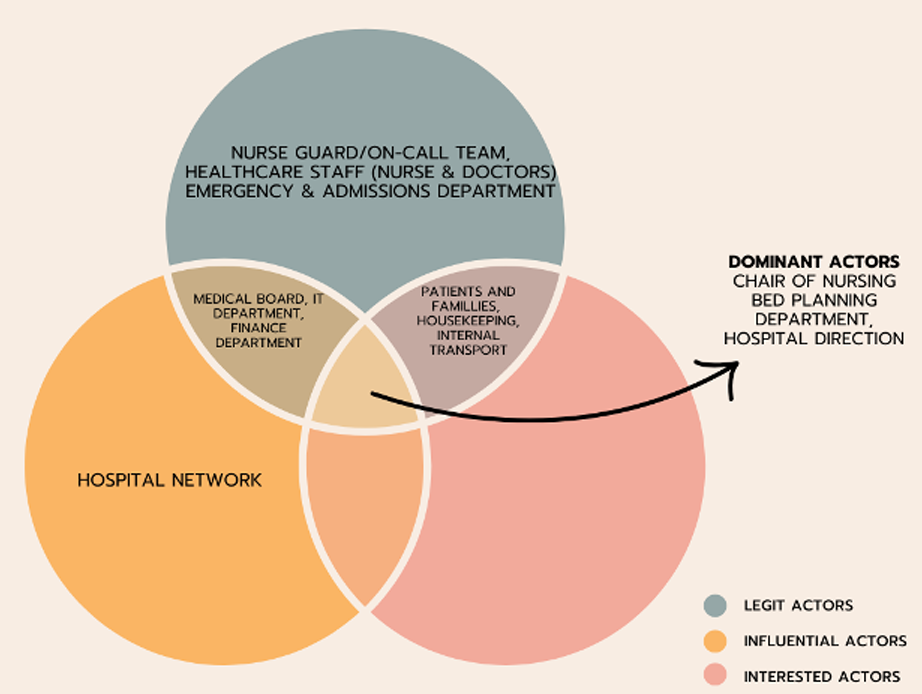 NURSE GUARD/ON-CALL TEAM,
HEALTHCARE STAFF (NURSE & DOCTORS)
EMERGENCY & ADMISSIONS DEPARTMENT
MEDICAL BOARD, IT
DEPARTMENT,
FINANCE
DEPARTMENT
PATIENTS AND
FAMILLIES,
HOUSEKEEPING,
INTERNAL
TRANSPORT
DOMINANT ACTORS
CHAIR OF NURSING
BED PLANNING
DEPARTMENT,
HOSPITAL DIRECTION
HOSPITAL NETWORK
LEGIT ACTORS
INFLUENTIAL ACTORS
INTERESTED ACTORS